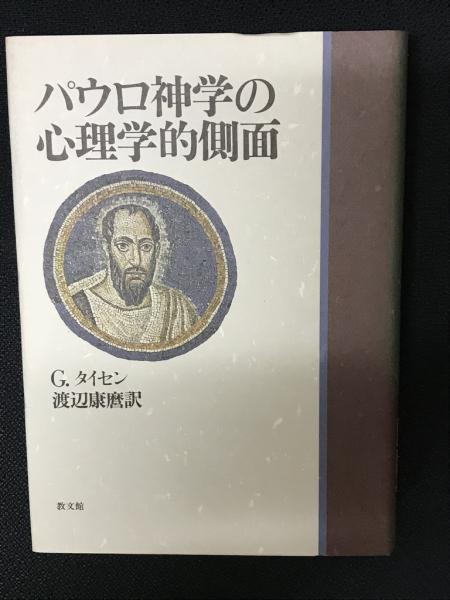 パウロ神学の
心理学的側面
G. タイセン
渡辺康麿訳
教文館